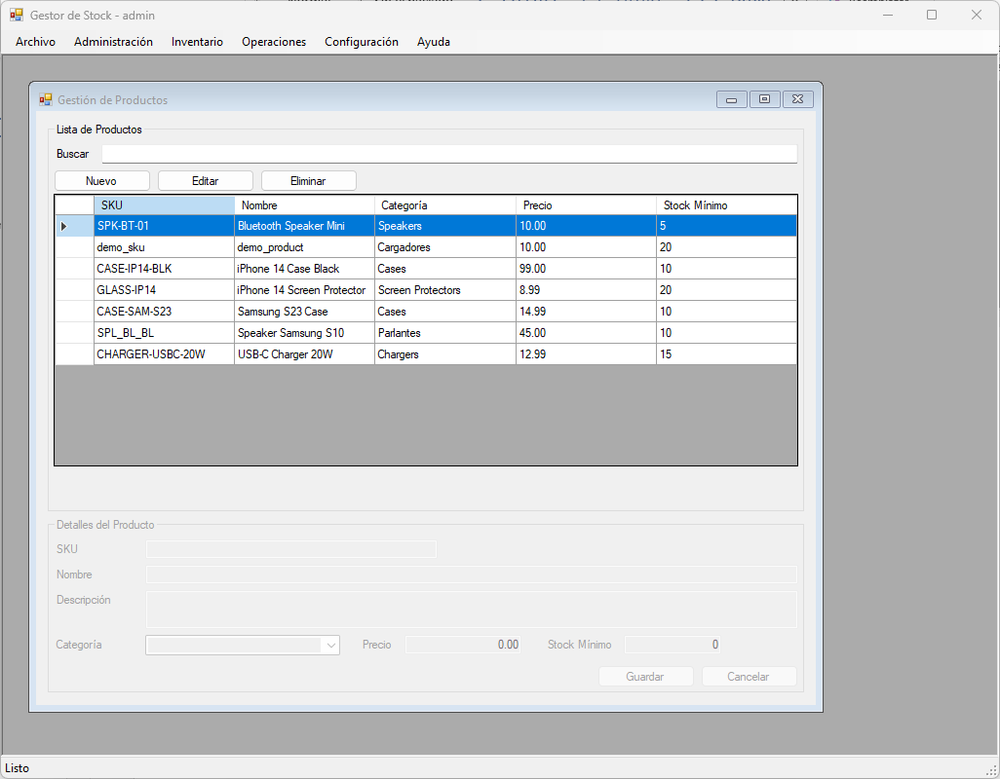 Gestor de Stock - admin
Archivo Administración Inventario Operaciones Configuración Ayuda
Gestión de Productos
Lista de Productos
Buscar
Nuevo Editar Eliminar
SKU Nombre Categoría Precio Stock Mínimo
SPK-BT-01 Bluetooth Speaker Mini Speakers 10.00 5
demo_sku demo_product Cargadores 10.00 20
CASE-IP14-BLK iPhone 14 Case Black Cases 99.00 10
GLASS-IP14 iPhone 14 Screen Protector Screen Protectors 8.99 20
CASE-SAM-S23 Samsung S23 Case Cases 14.99 10
SPL_BL_BL Speaker Samsung S10 Parlantes 45.00 10
CHARGER-USBC-20W USB-C Charger 20W Chargers 12.99 15
Detalles del Producto
SKU
Nombre
Descripción
Categoría Precio 0.00 Stock Mínimo 0
Guardar Cancelar
Listo